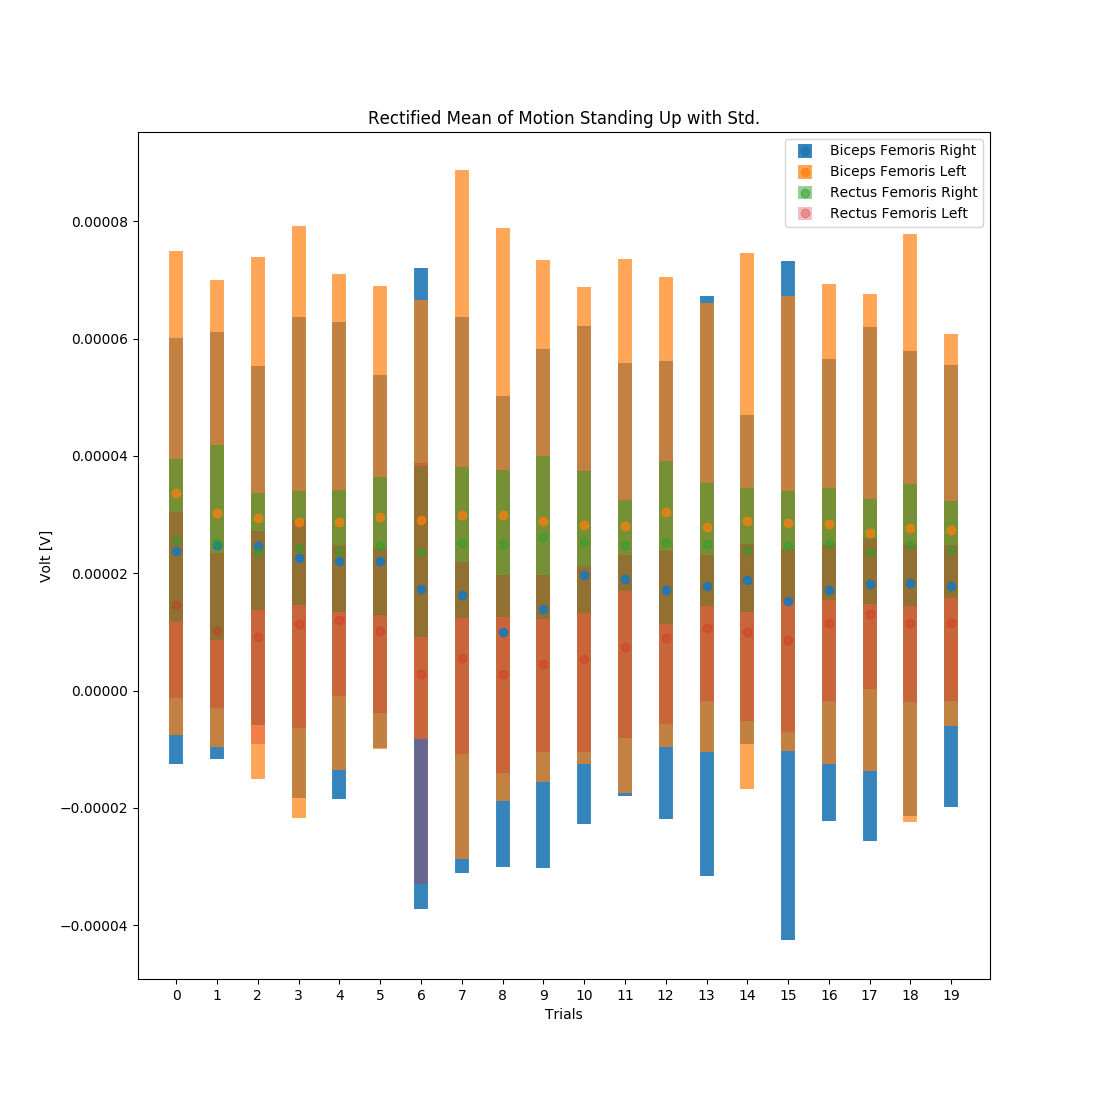 Rectified Mean of Motion Standing Up with Std.
Biceps Femoris Right
Biceps Femoris Left
Rectus Femoris Right
Rectus Femoris Left
0.00008
0.00006
0.00004
0.00002
0.00000
−0.00002
−0.00004
Volt [V]
0 1 2 3 4 5 6 7 8 9 10 11 12 13 14 15 16 17 18 19
Trials